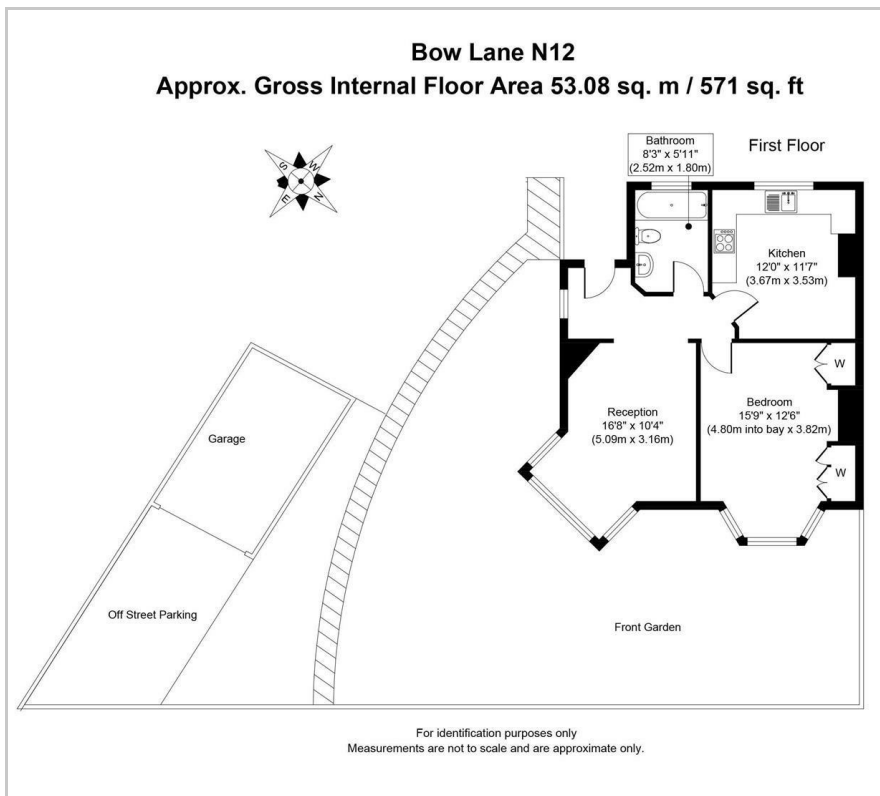 Bow Lane N12
Approx. Gross Internal Floor Area 53.08 sq. m / 571 sq. ft
Bathroom
8'3" x 5'11"
(2.52m x 1.80m)
First Floor
S
W
E
N
Kitchen
12'0" x 11'7"
(3.67m x 3.53m)
W
Bedroom
15'9" x 12'6"
(4.80m into bay x 3.82m)
Reception
16'8" x 10'4"
(5.09m x 3.16m)
W
Garage
Off Street Parking
Front Garden
For identification purposes only
Measurements are not to scale and are approximate only.